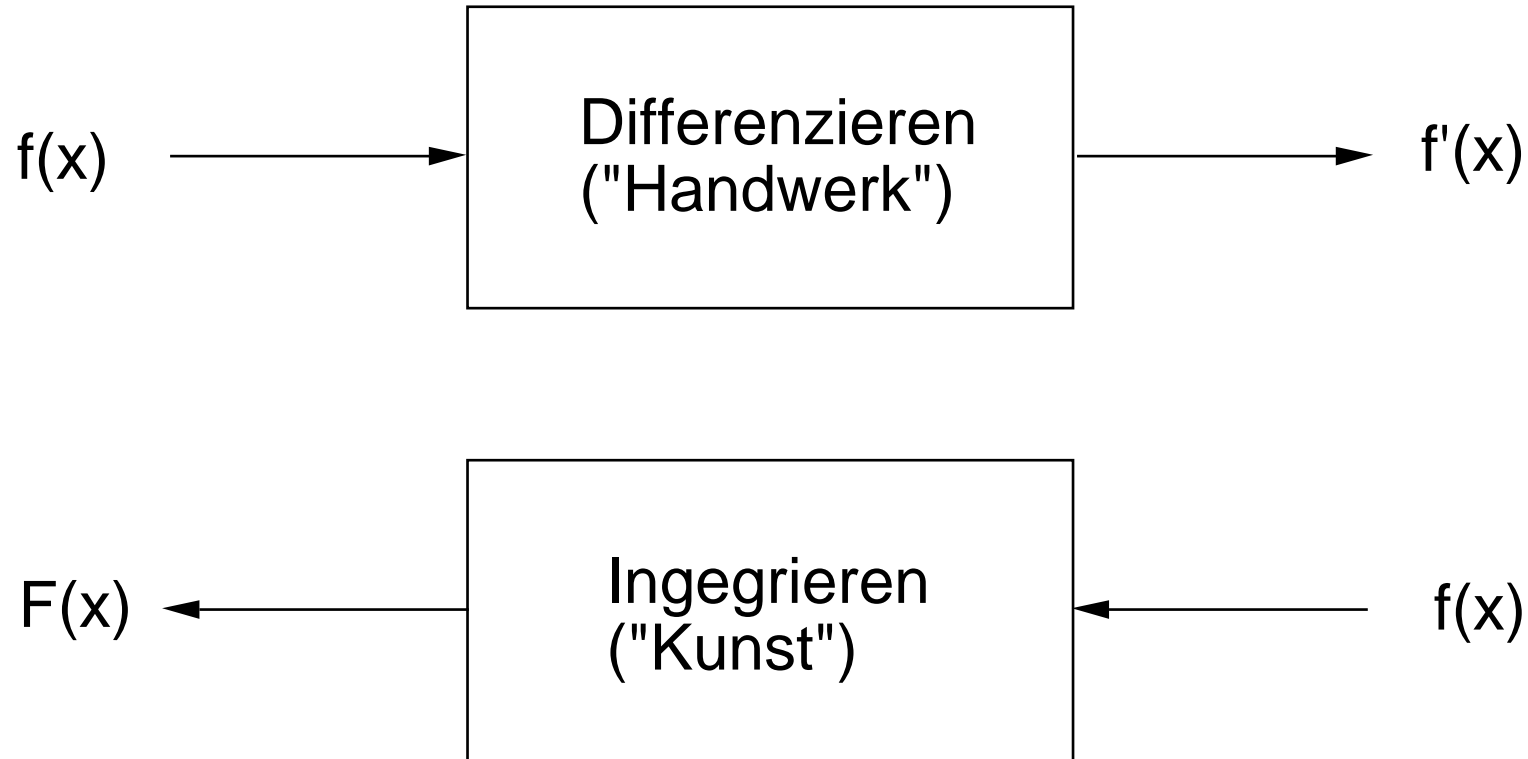 f(x)
Differenzieren
("Handwerk")
f'(x)
F(x)
Ingegrieren
("Kunst")
f(x)